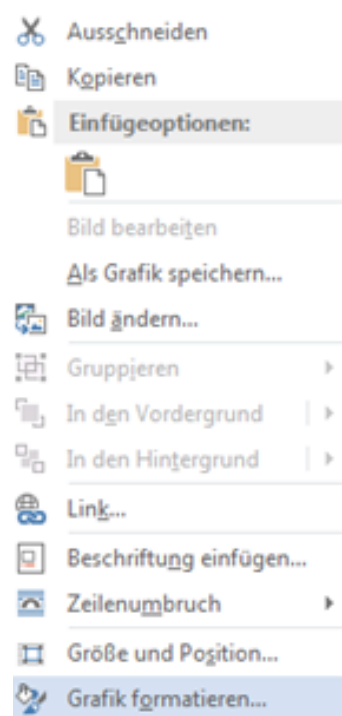 Ausschneiden
Kopieren
Einfügeoptionen:
Bild bearbeiten
Als Grafik speichern...
Bild ändern...
Gruppieren
In den Vordergrund
In den Hintergrund
Link...
Beschriftung einfügen...
Zeilenumbruch
Größe und Position...
Grafik formatieren...